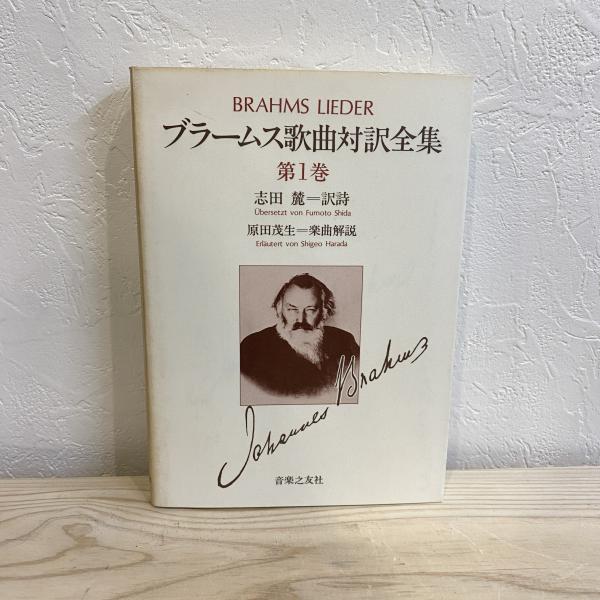 BRAHMS LIEDER
ブラームス歌曲対訳全集
第1巻
志田 麓=訳詩
Übersetzt von Fumoto Shida
原田茂生=楽曲解説
Erläutert von Shigeo Harada
Johannes Brahms
音楽之友社